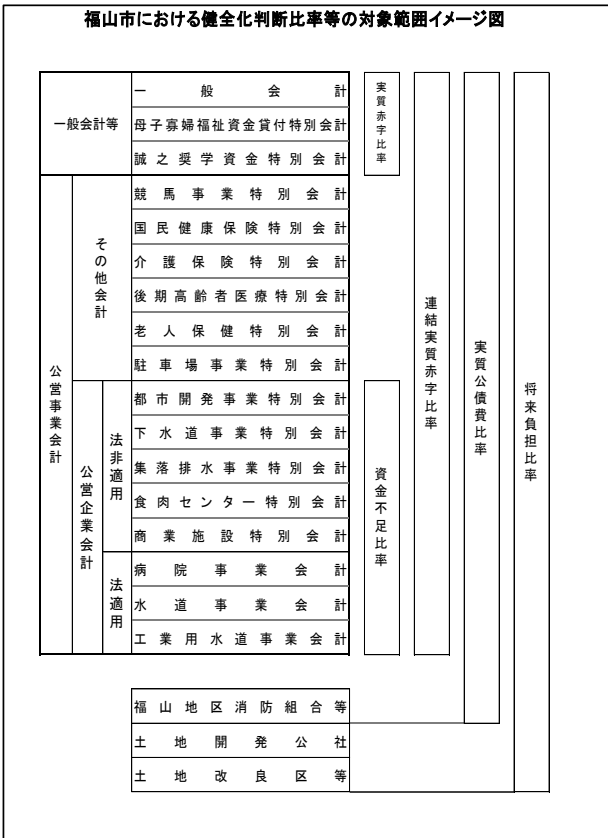 福山市における健全化判断比率等の対象範囲イメージ図
一般会計等
一般会計
母子寡婦福祉資金貸付特別会計
誠之奨学資金特別会計
実質赤字比率
公営事業会計
その他会計
競馬事業特別会計
国民健康保険特別会計
介護保険特別会計
後期高齢者医療特別会計
老人保健特別会計
駐車場事業特別会計
公営企業会計
法非適用
都市開発事業特別会計
下水道事業特別会計
集落排水事業特別会計
食肉センター特別会計
商業施設特別会計
法適用
病院事業会計
水道事業会計
工業用水道事業会計
資金不足比率
連結実質赤字比率
実質公債費比率
将来負担比率
福山地区消防組合等
土地開発公社
土地改良区等